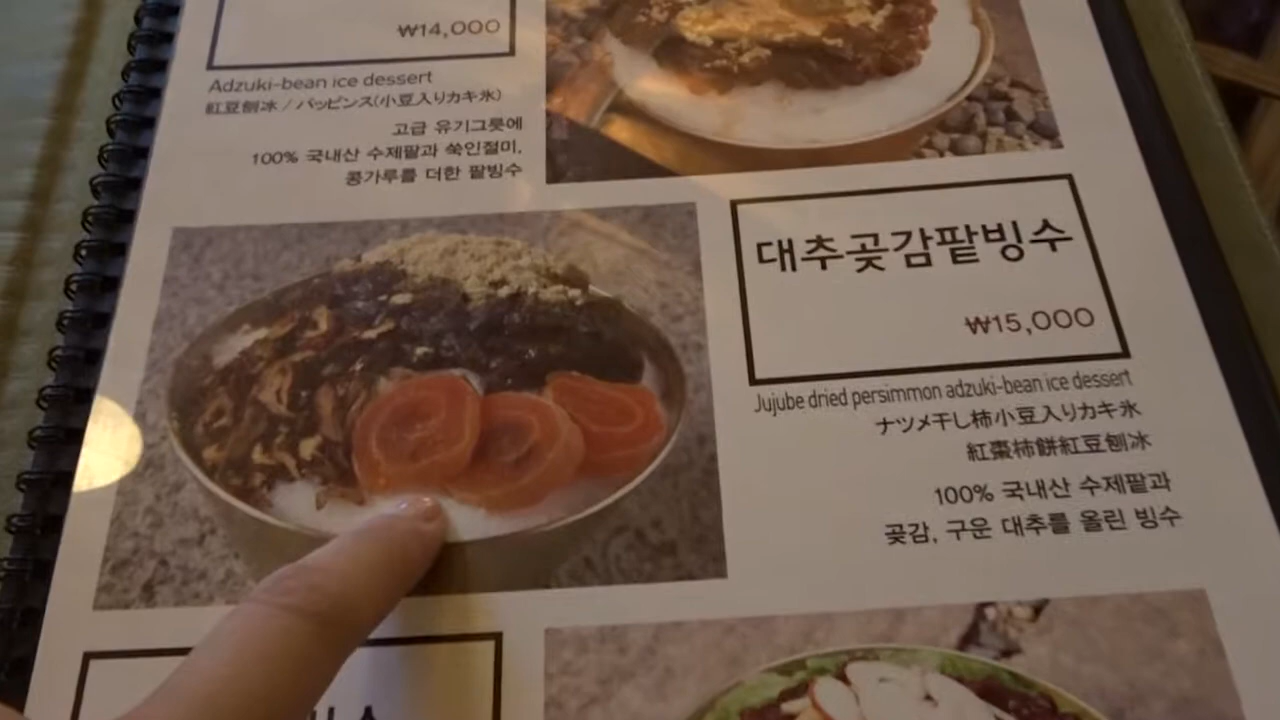 ₩14,000
Adzuki-bean ice dessert
紅豆刨冰 / パッピンス(小豆入りカキ氷)
고급 유기그릇에
100% 국내산 수제팥과 쑥인절미,
콩가루를 더한 팥빙수
대추곶감팥빙수
₩15,000
Jujube dried persimmon adzuki-bean ice dessert
ナツメ干し柿小豆入りカキ氷
紅棗柿餅紅豆刨冰
100% 국내산 수제팥과
곶감, 구운 대추를 올린 빙수